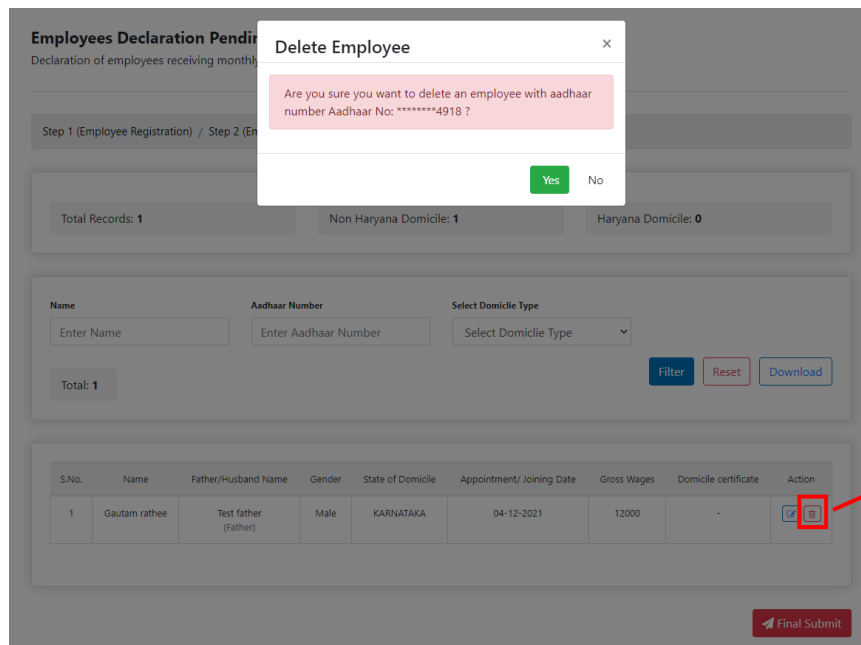 Employees Declaration Pendin
Declaration of employees receiving monthly
Delete Employee ×
Are you sure you want to delete an employee with aadhaar
number Aadhaar No: ********4918 ?
Yes No
Step 1 (Employee Registration) / Step 2 (En
Total Records: 1 Non Haryana Domicile: 1 Haryana Domicile: 0
Name Aadhaar Number Select Domiclie Type
Enter Name Enter Aadhaar Number Select Domiclie Type
Total: 1 Filter Reset Download
S.No. Name Father/Husband Name Gender State of Domicile Appointment/ Joining Date Gross Wages Domicile certificate Action
1 Gautam rathee Test father Male KARNATAKA 04-12-2021 12000 -
(Father)
Final Submit